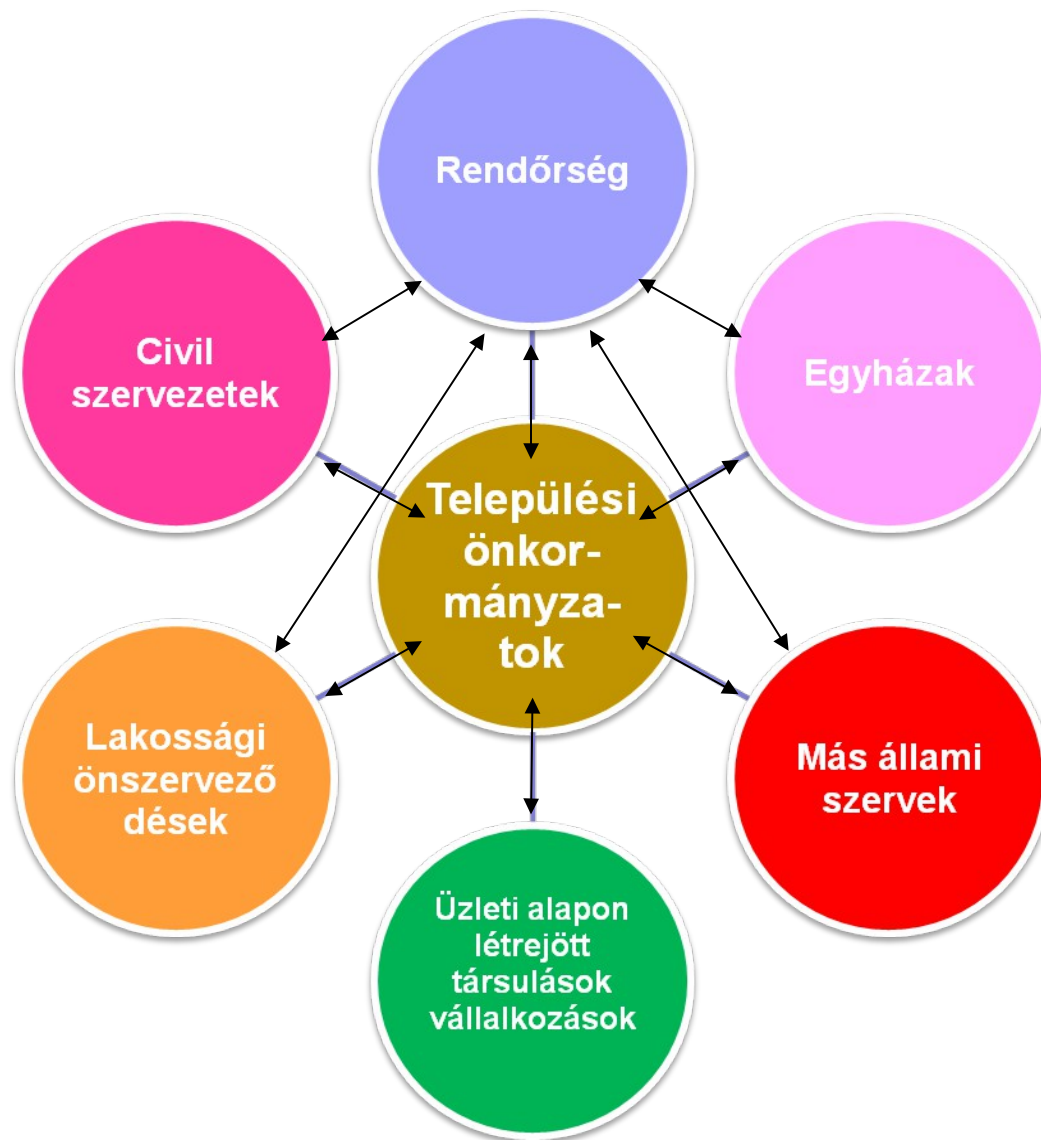 Rendőrség
Civil
szervezetek
Egyházak
Települési
önkor-
mányza-
tok
Lakossági
önszervező
dések
Más állami
szervek
Üzleti alapon
létrejött
társulások
vállalkozások